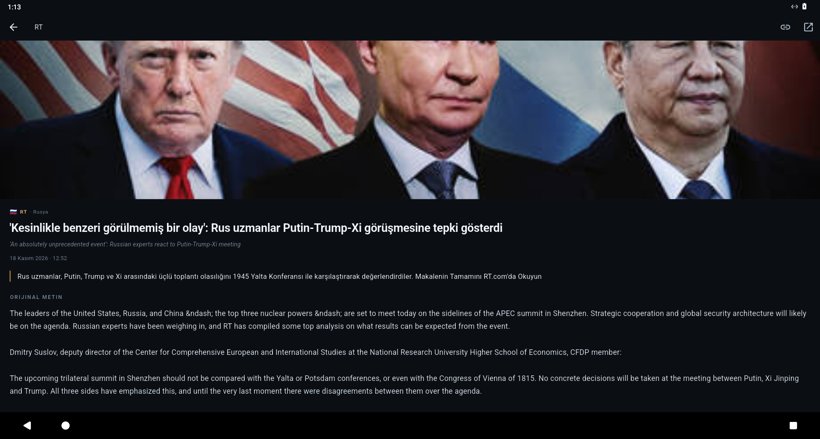 1:13
RT
RT · Rusya
'Kesinlikle benzeri görülmemiş bir olay': Rus uzmanlar Putin-Trump-Xi görüşmesine tepki gösterdi
'An absolutely unprecedented event': Russian experts react to Putin-Trump-Xi meeting
18 Kasım 2026 · 12:52
Rus uzmanlar, Putin, Trump ve Xi arasındaki üçlü toplantı olasılığını 1945 Yalta Konferansı ile karşılaştırarak değerlendirdiler. Makalenin Tamamını RT.com'da Okuyun
ORIJINAL METIN
The leaders of the United States, Russia, and China &ndash; the top three nuclear powers &ndash; are set to meet today on the sidelines of the APEC summit in Shenzhen. Strategic cooperation and global security architecture will likely
be on the agenda. Russian experts have been weighing in, and RT has compiled some top analysis on what results can be expected from the event.
Dmitry Suslov, deputy director of the Center for Comprehensive European and International Studies at the National Research University Higher School of Economics, CFDP member:
The upcoming trilateral summit in Shenzhen should not be compared with the Yalta or Potsdam conferences, or even with the Congress of Vienna of 1815. No concrete decisions will be taken at the meeting between Putin, Xi Jinping
and Trump. All three sides have emphasized this, and until the very last moment there were disagreements between them over the agenda.